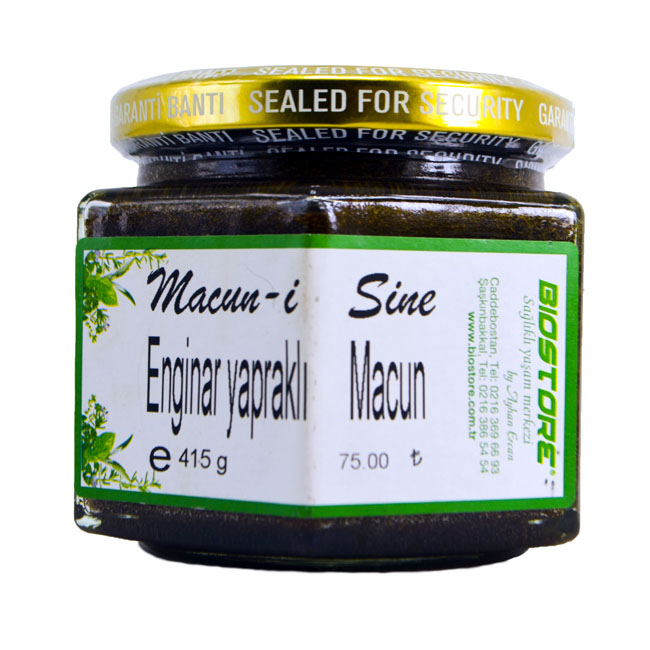 GARANTİ BANTI SEALED FOR SECURITY GARANTİ
BANTI SEALED FOR SECURITY
Macun-i Sine
Enginar yapraklı Macun
e 415 g 75.00 ₺
BIOSTORE
Sağlıklı yaşam merkezi
by Ayhan Ercan
Caddebostan, Tel: 0216 369 66 93
Şaşkınbakkal, Tel: 0216 386 54 54
www.biostore.com.tr